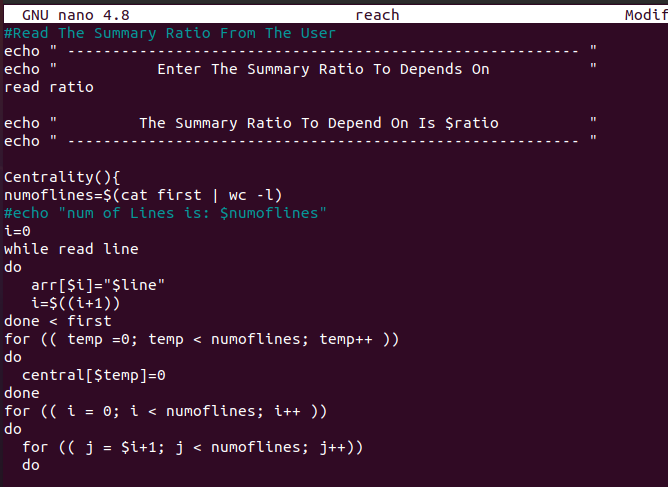 GNU nano 4.8 reach Modif
#Read The Summary Ratio From The User
echo " --------------------------------------------------------- "
echo "           Enter The Summary Ratio To Depends On           "
read ratio
echo "         The Summary Ratio To Depend On Is $ratio          "
echo " --------------------------------------------------------- "
Centrality(){
numoflines=$(cat first | wc -l)
#echo "num of Lines is: $numoflines"
i=0
while read line
do
   arr[$i]="$line"
   i=$((i+1))
done < first
for (( temp =0; temp < numoflines; temp++ ))
do
  central[$temp]=0
done
for (( i = 0; i < numoflines; i++ ))
do
  for (( j = $i+1; j < numoflines; j++))
  do